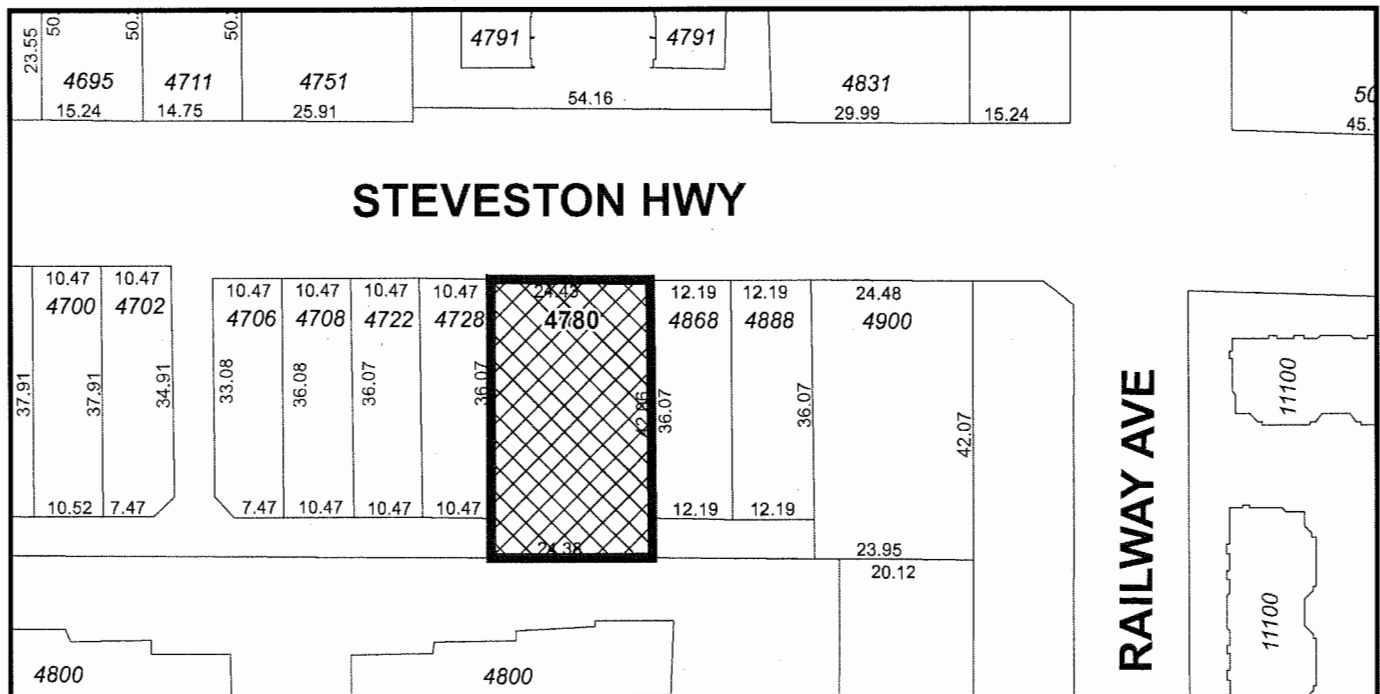 23.55 50. 50. 50.
4791 4791
4695 4711 4751 4831 50
15.24 14.75 25.91 54.16 29.99 15.24 45.
STEVESTON HWY
10.47 10.47 10.47 10.47 10.47 10.47 24.43 12.19 12.19 24.48
4700 4702 4706 4708 4722 4728 4780 4868 4888 4900
37.91 37.91 34.91 33.08 36.08 36.07 36.07 36.07 36.07 42.07
RAILWAY AVE
11100
10.52 7.47 7.47 10.47 10.47 10.47 12.19 12.19
24.38 23.95
20.12
11100
4800 4800